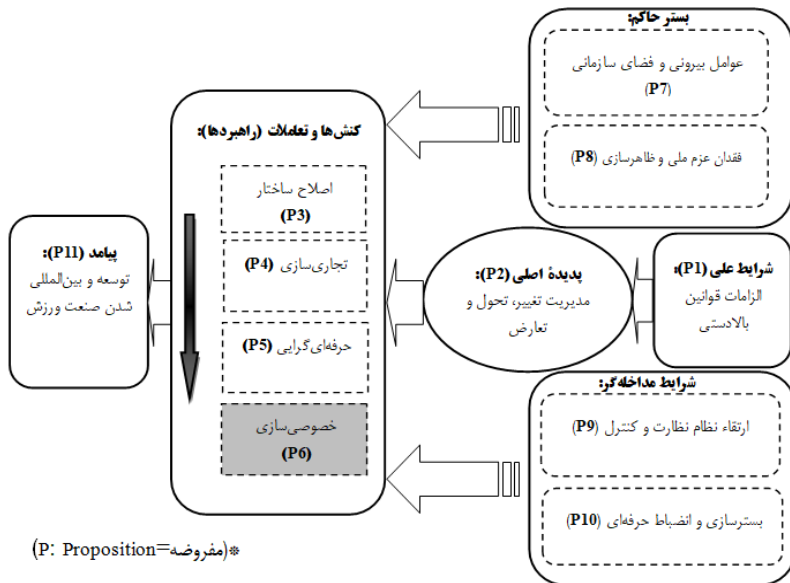 بستر حاکم:
عوامل بیرونی و فضای سازمانی
(P7)
فقدان عزم ملی و ظاهرسازی (P8)
شرایط علی (P1):
الزامات قوانین
بالادستی
شرایط مداخله‌گر:
ارتقاء نظام نظارت و کنترل (P9)
بسترسازی و انضباط حرفه‌ای (P10)
پدیدهٔ اصلی (P2):
مدیریت تغییر، تحول و
تعارض
کنش‌ها و تعاملات (راهبردها):
اصلاح ساختار
(P3)
تجاری‌سازی (P4)
حرفه‌ای‌گرایی (P5)
خصوصی‌سازی
(P6)
پیامد (P11):
توسعه و بین‌المللی
شدن صنعت ورزش
*(مفروضه=P: Proposition)